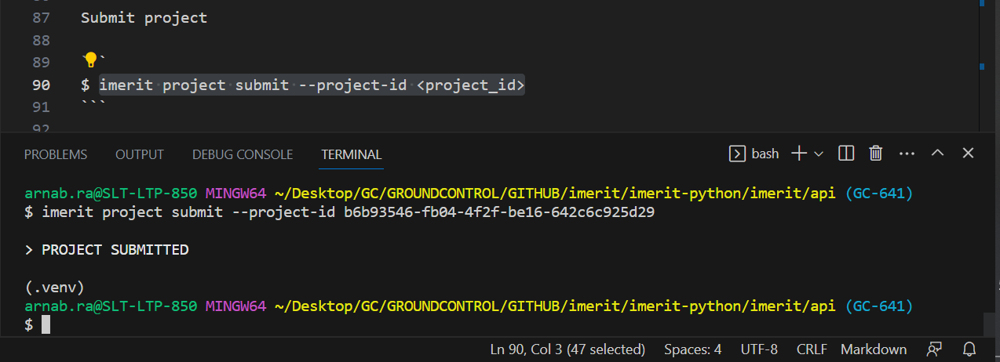 87 Submit project
88
89 ` `
90 $ imerit project submit --project-id <project_id>
91 ```
92
PROBLEMS OUTPUT DEBUG CONSOLE TERMINAL bash
arnab.ra@SLT-LTP-850 MINGW64 ~/Desktop/GC/GROUNDCONTROL/GITHUB/imerit/imerit-python/imerit/api (GC-641)
$ imerit project submit --project-id b6b93546-fb04-4f2f-be16-642c6c925d29
> PROJECT SUBMITTED
(.venv)
arnab.ra@SLT-LTP-850 MINGW64 ~/Desktop/GC/GROUNDCONTROL/GITHUB/imerit/imerit-python/imerit/api (GC-641)
$
Ln 90, Col 3 (47 selected) Spaces: 4 UTF-8 CRLF Markdown